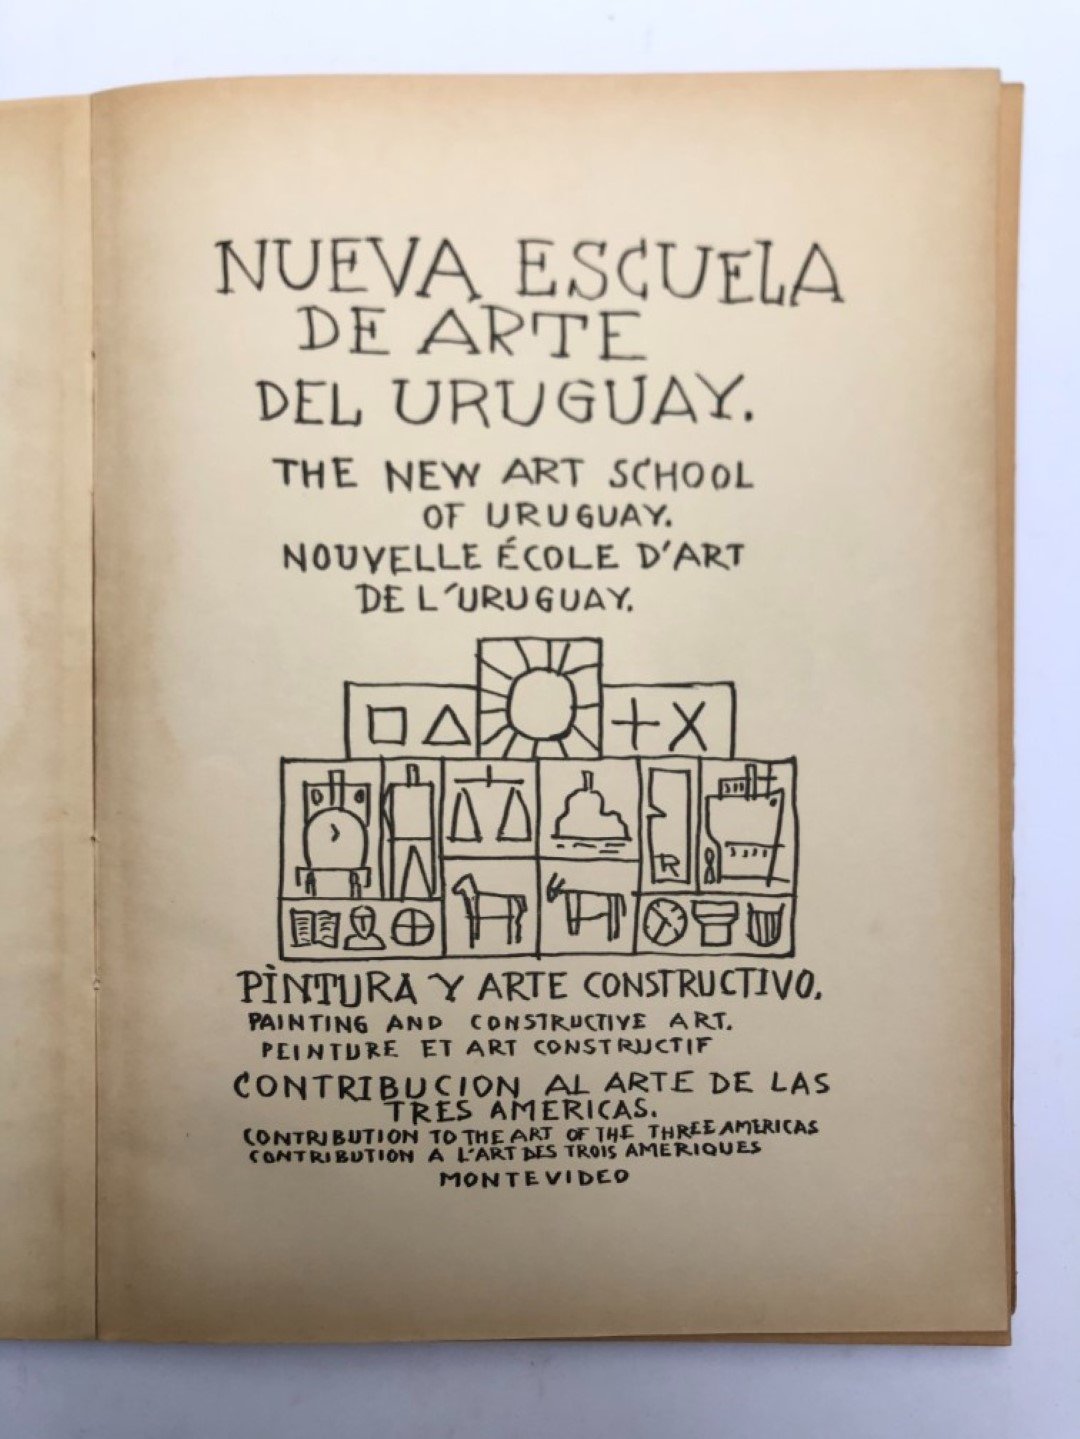 NUEVA ESCUELA
DE ARTE
DEL URUGUAY.
THE NEW ART SCHOOL
OF URUGUAY.
NOUVELLE ÉCOLE D'ART
DE L'URUGUAY.
R
PINTURA Y ARTE CONSTRUCTIVO.
PAINTING AND CONSTRUCTIVE ART.
PEINTURE ET ART CONSTRUCTIF
CONTRIBUCION AL ARTE DE LAS
TRES AMERICAS.
CONTRIBUTION TO THE ART OF THE THREE AMERICAS
CONTRIBUTION A L'ART DES TROIS AMERIQUES
MONTEVIDEO